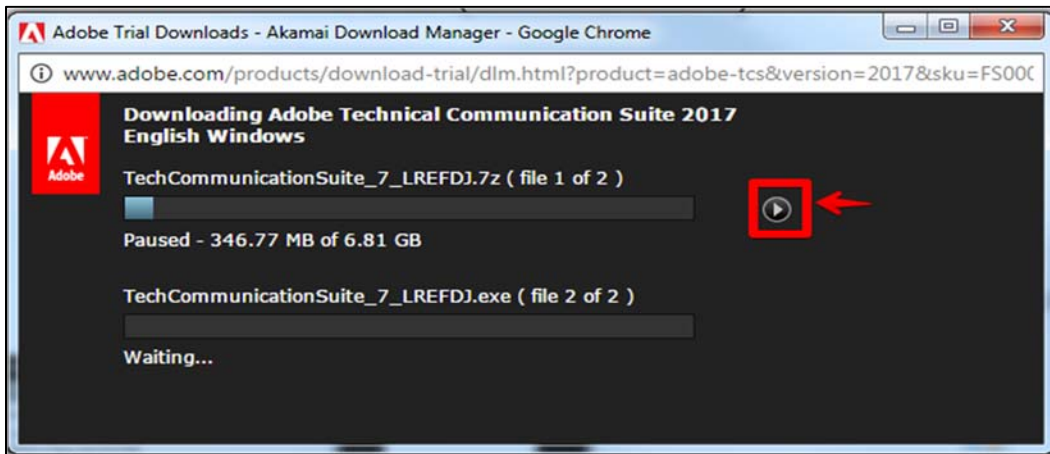 Adobe Trial Downloads - Akamai Download Manager - Google Chrome
www.adobe.com/products/download-trial/dlm.html?product=adobe-tcs&version=2017&sku=FS000
Downloading Adobe Technical Communication Suite 2017
English Windows
Adobe
TechCommunicationSuite_7_LREFDJ.7z ( file 1 of 2 )
Paused - 346.77 MB of 6.81 GB
TechCommunicationSuite_7_LREFDJ.exe ( file 2 of 2 )
Waiting...